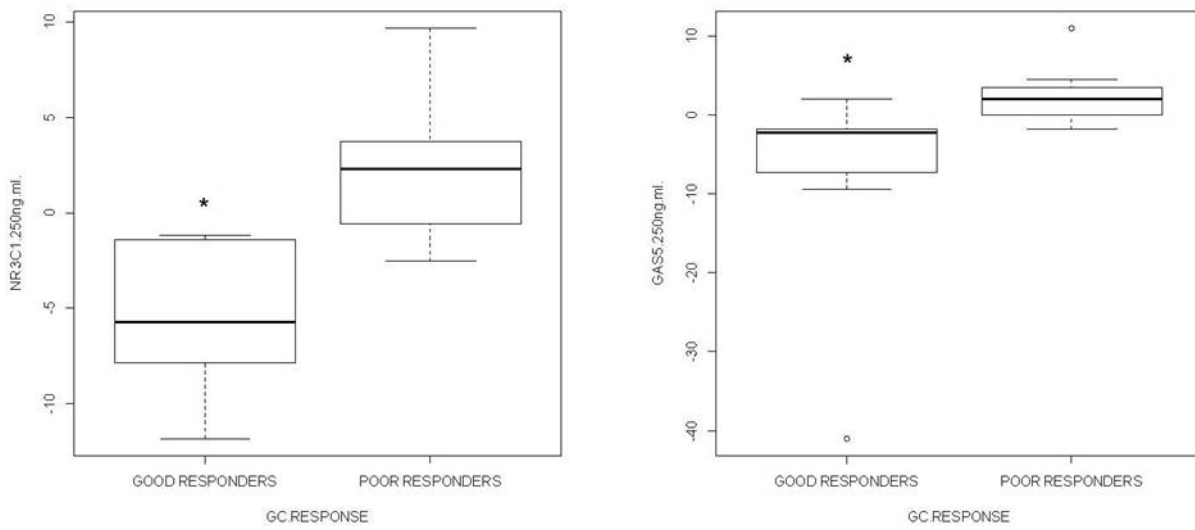 NR3C1.250ng.ml.
10
5
0
-5
-10
*
GOOD RESPONDERS
POOR RESPONDERS
GC.RESPONSE
GAS5.250ng.ml.
10
0
-10
-20
-30
-40
*
GOOD RESPONDERS
POOR RESPONDERS
GC.RESPONSE